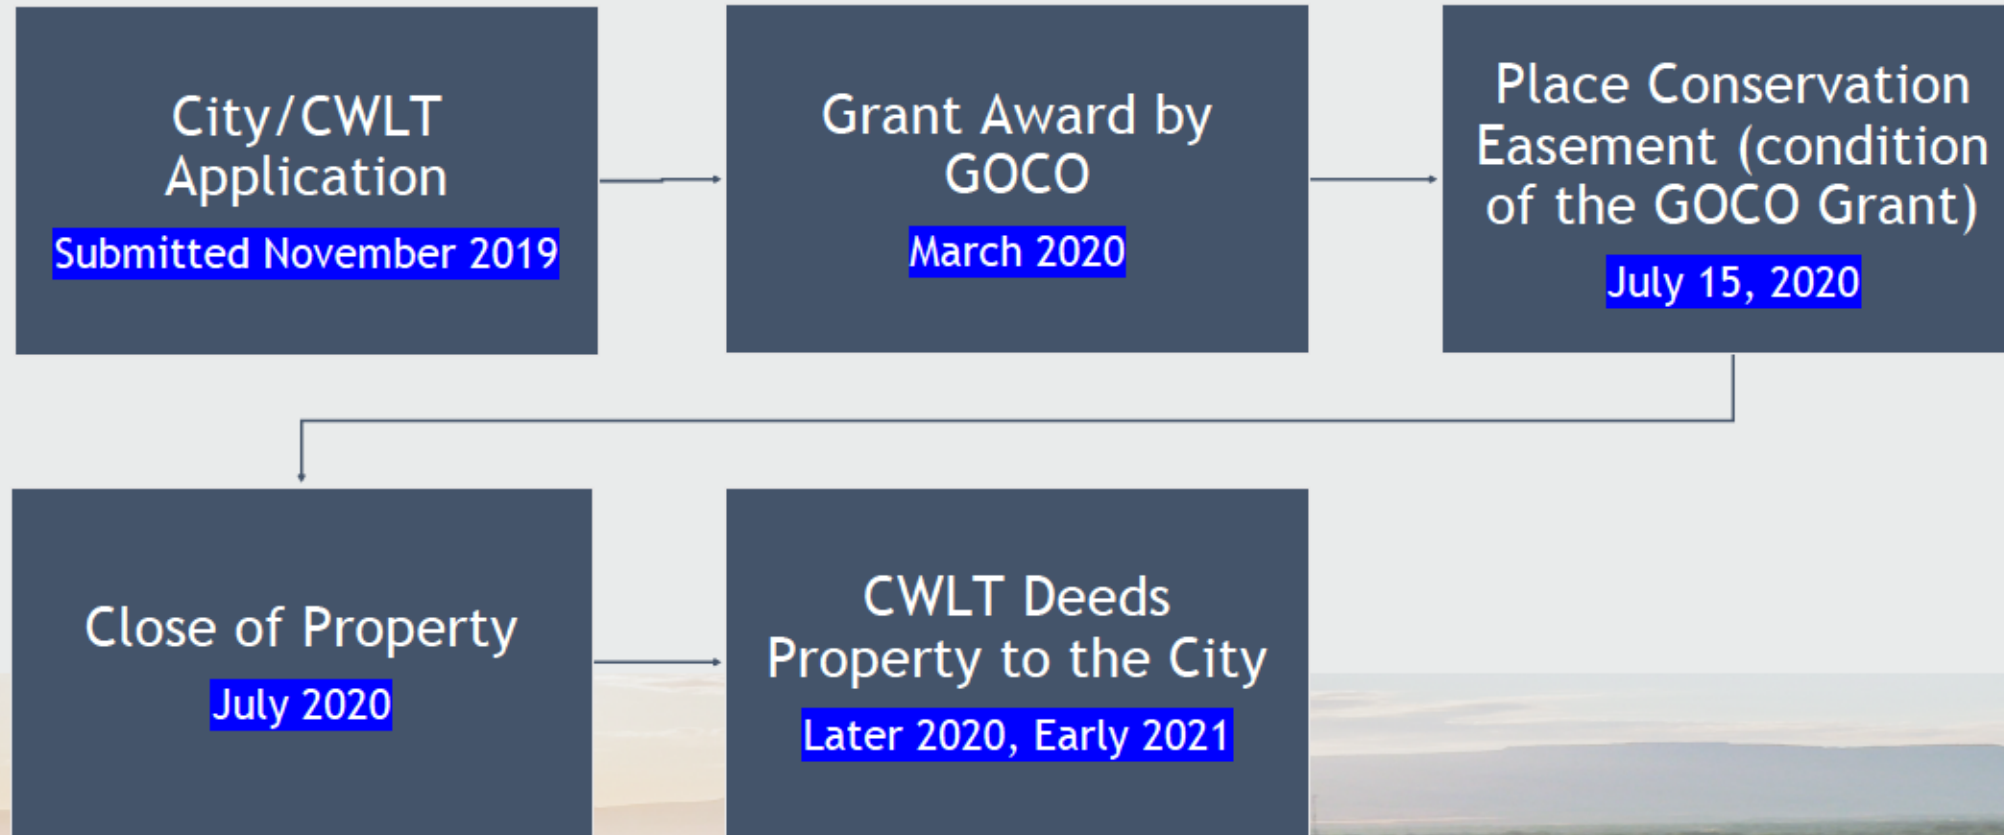 City/CWLT
Application
Submitted November 2019
Grant Award by
GOCO
March 2020
Place Conservation
Easement (condition
of the GOCO Grant)
July 15, 2020
Close of Property
July 2020
CWLT Deeds
Property to the City
Later 2020, Early 2021